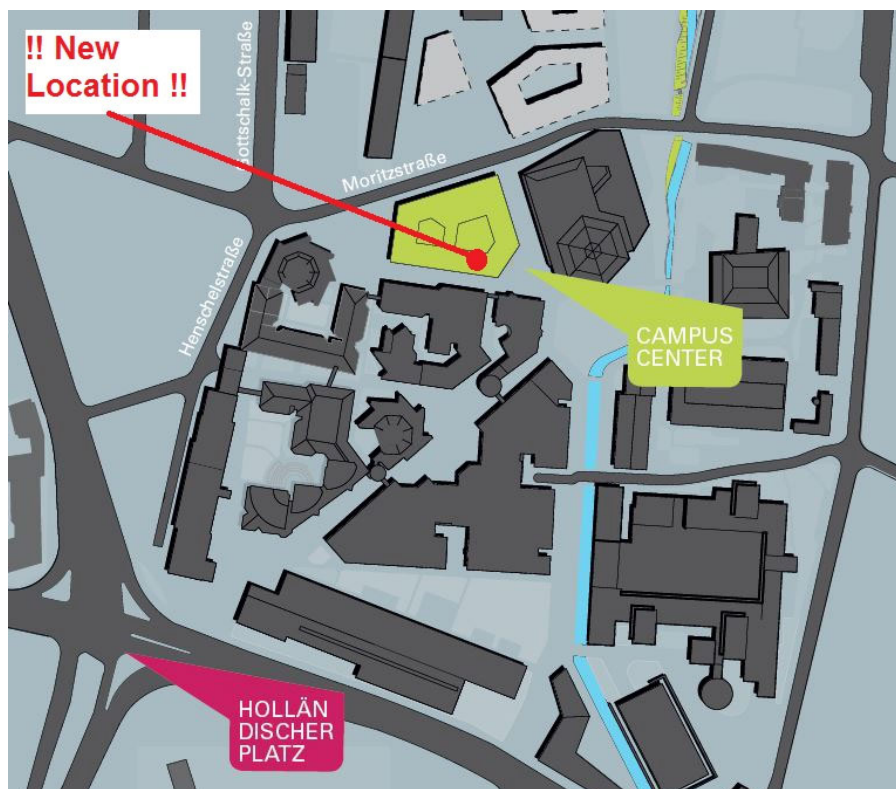 !! New
Location !!
Gottschalk-Straße
Moritzstraße
Henschelstraße
CAMPUS
CENTER
HOLLÄN
DISCHER
PLATZ